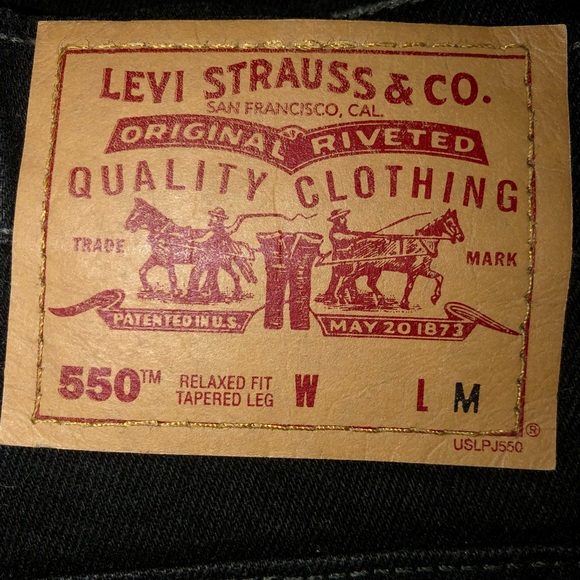 LEVI STRAUSS & CO.
SAN FRANCISCO, CAL.
ORIGINAL RIVETED
QUALITY CLOTHING
TRADE MARK
PATENTED IN U.S. MAY 20 1873
550™ RELAXED FIT W L M
TAPERED LEG
®
USLPJ550